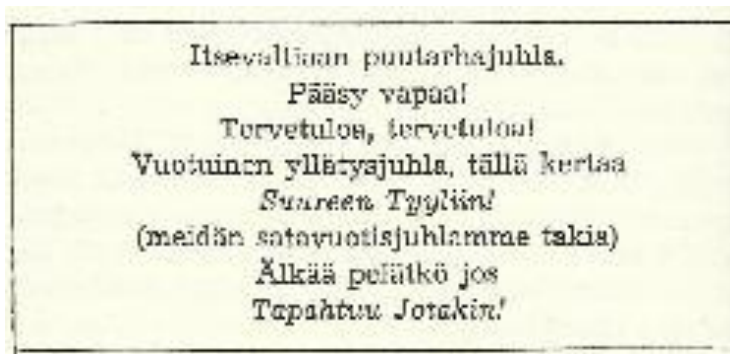 Itsevaltiaan puutarhajuhla.
Pääsy vapaa!
Tervetuloa, tervetuloa!
Vuotuinen yllätysjuhla, tällä kertaa
Suureen Tyyliin!
(meidän satavuotisjuhlamme takia)
Älkää pelätkö jos
Tapahtuu Jotakin!